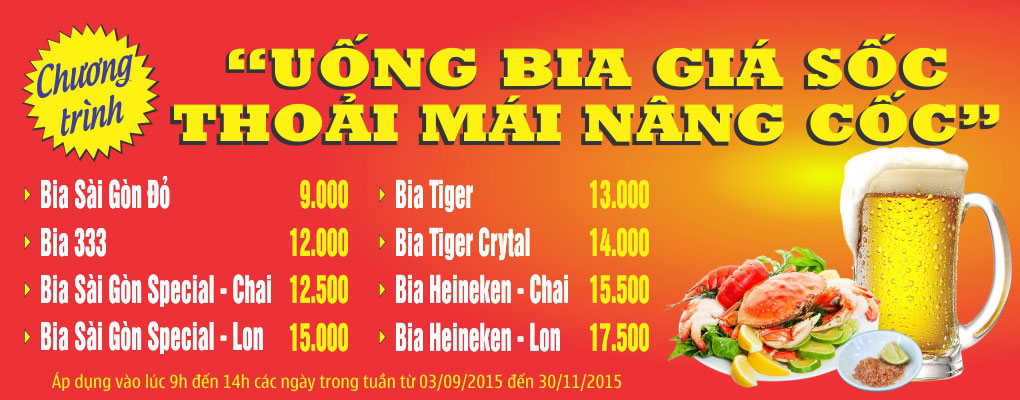 Chương
trình
“UỐNG BIA GIÁ SỐC
THOẢI MÁI NÂNG CỐC”
Bia Sài Gòn Đỏ 9.000
Bia 333 12.000
Bia Sài Gòn Special - Chai 12.500
Bia Sài Gòn Special - Lon 15.000
Bia Tiger 13.000
Bia Tiger Crytal 14.000
Bia Heineken - Chai 15.500
Bia Heineken - Lon 17.500
Áp dụng vào lúc 9h đến 14h các ngày trong tuần từ 03/09/2015 đến 30/11/2015